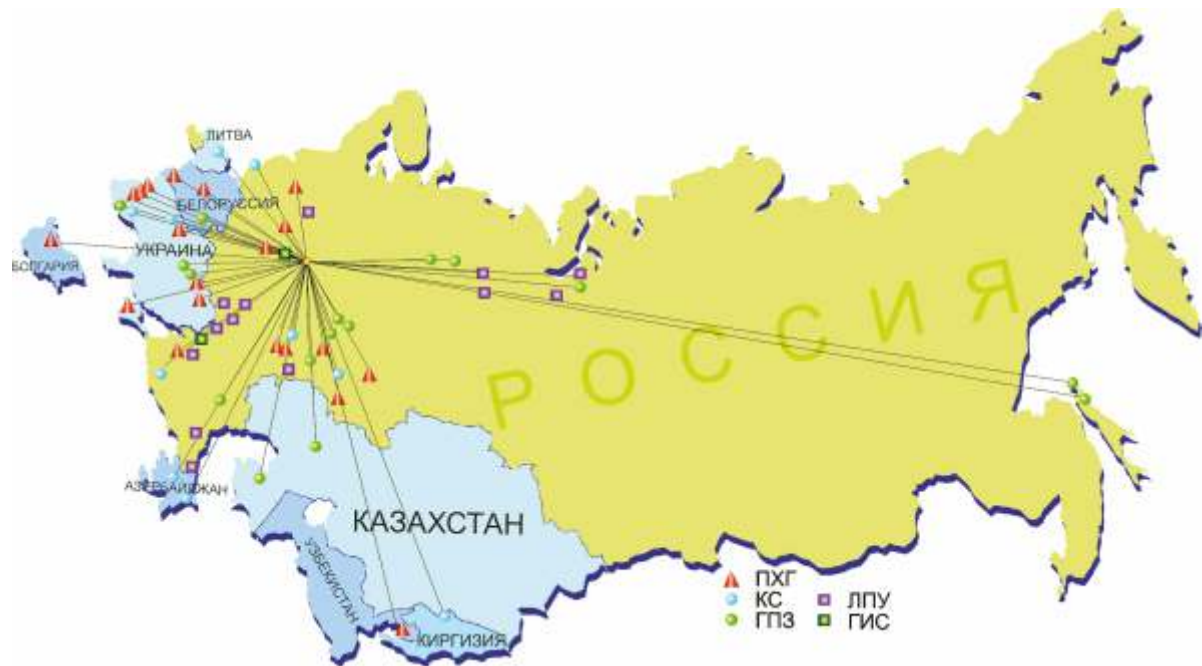 ЛИТВА
БЕЛОРУССИЯ
УКРАИНА
БОЛГАРИЯ
РОССИЯ
АЗЕРБАЙДЖАН
КАЗАХСТАН
УЗБЕКИСТАН
КИРГИЗИЯ
ПХГ
КС
ЛПУ
ГПЗ
ГИС